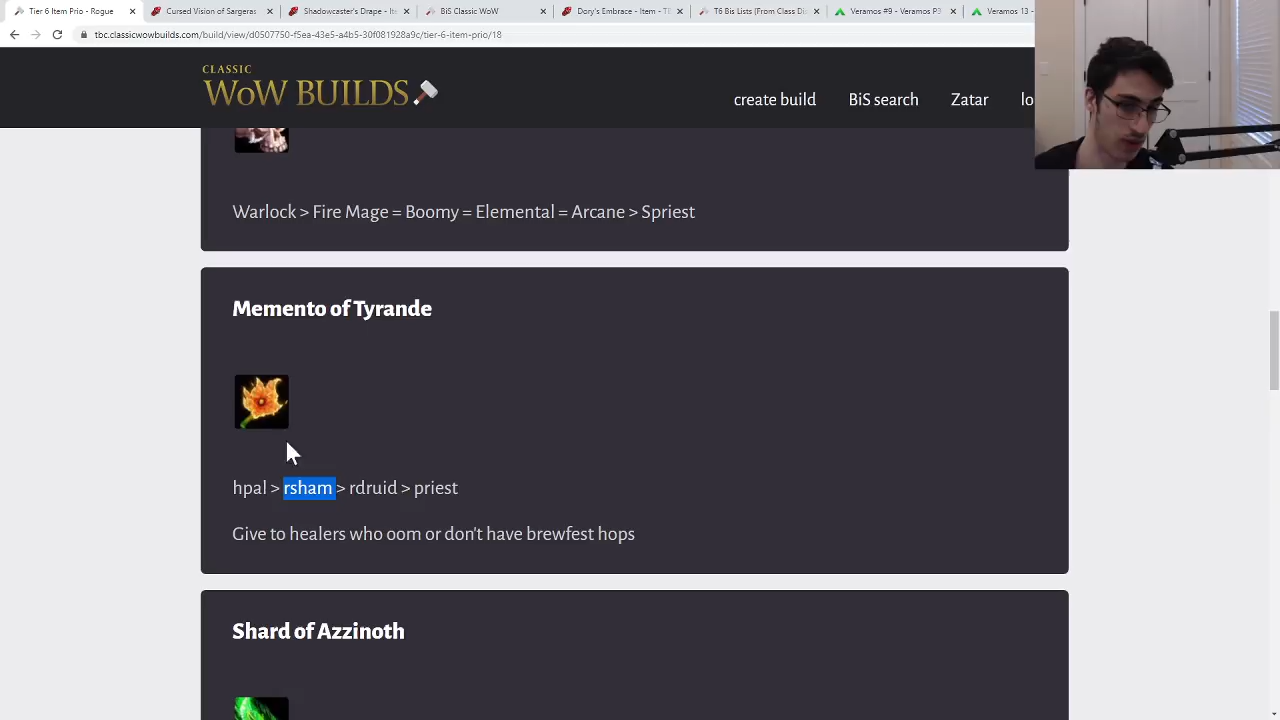 Tier 6 Item Prio - Rogue
Cursed Vision of Sargeras
Shadowcaster's Drape - Ite
BiS Classic WoW
Dory's Embrace - Item - TB
T6 Bis Lists (From Class Dis
Veramos #9 - Veramos P3
Veramos 13 -
tbc.classicwowbuilds.com/build/view/d0507750-f5ea-43e5-a4b5-30f081928a9c/tier-6-item-prio/18
CLASSIC
WOW BUILDS
create build
BiS search
Zatar
lo
Warlock > Fire Mage = Boomy = Elemental = Arcane > Spriest
Memento of Tyrande
hpal > rsham > rdruid > priest
Give to healers who oom or don't have brewfest hops
Shard of Azzinoth